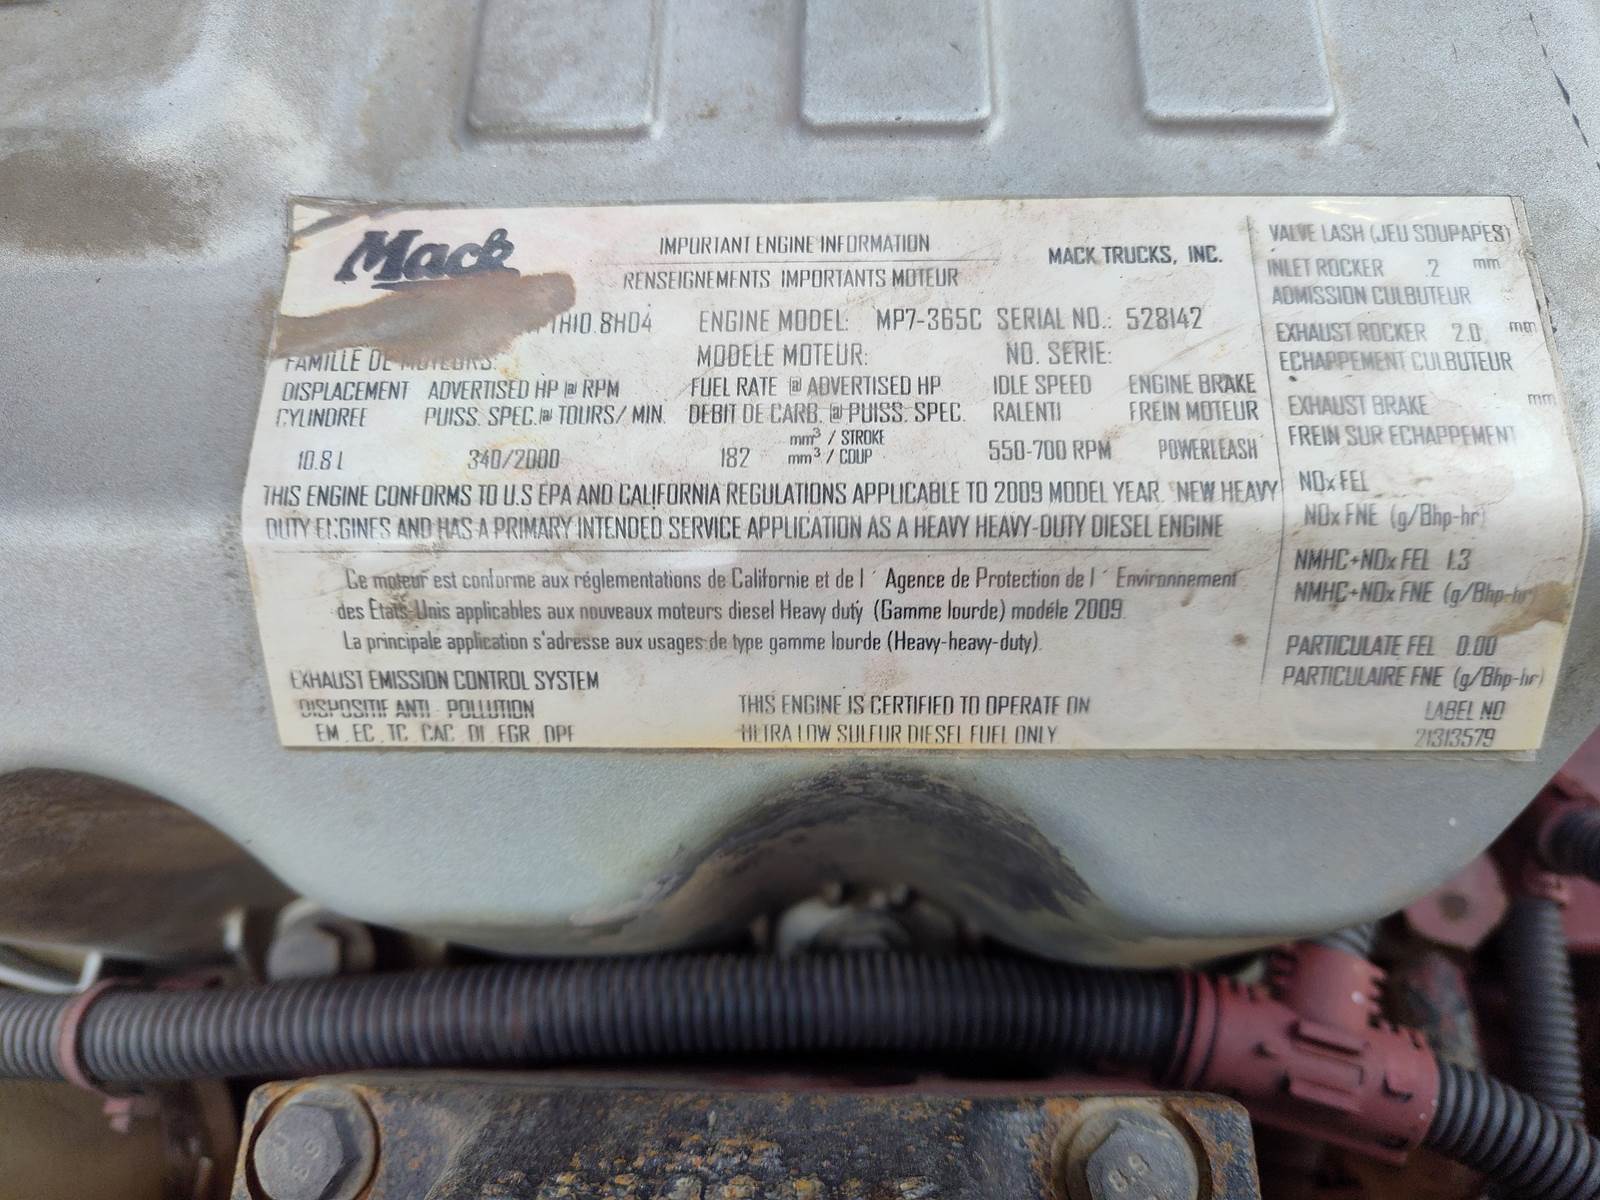 Mack
IMPORTANT ENGINE INFORMATION
RENSEIGNEMENTS IMPORTANTS MOTEUR
MACK TRUCKS, INC.
H10.8H04 ENGINE MODEL: MP7-365C SERIAL NO.: 528142
FAMILLE DE MOTEURS: MODELE MOTEUR: NO. SERIE:
DISPLACEMENT ADVERTISED HP @ RPM FUEL RATE @ ADVERTISED HP IDLE SPEED ENGINE BRAKE
CYLINDREE PUISS. SPEC. @ TOURS/ MIN. DEBIT DE CARB. @ PUISS. SPEC. RALENTI FREIN MOTEUR
10.8 L 340/2000 182 mm³ / STROKE 550-700 RPM POWERLEASH
mm³ / COUP
THIS ENGINE CONFORMS TO U.S EPA AND CALIFORNIA REGULATIONS APPLICABLE TO 2009 MODEL YEAR. NEW HEAVY
DUTY ENGINES AND HAS A PRIMARY INTENDED SERVICE APPLICATION AS A HEAVY HEAVY-DUTY DIESEL ENGINE
Ce moteur est conforme aux réglementations de Californie et de l ´ Agence de Protection de l ´ Environnement
des Etats-Unis applicables aux nouveaux moteurs diesel Heavy duty (Gamme lourde) modéle 2009.
La principale application s'adresse aux usages de type gamme lourde (Heavy-heavy-duty).
EXHAUST EMISSION CONTROL SYSTEM
DISPOSITIF ANTI - POLLUTION
EM , EC , TC , CAC , DI , EGR , DPF
THIS ENGINE IS CERTIFIED TO OPERATE ON
ULTRA LOW SULFUR DIESEL FUEL ONLY
VALVE LASH (JEU SOUPAPES)
INLET ROCKER .2 mm
ADMISSION CULBUTEUR
EXHAUST ROCKER 2.0 mm
ECHAPPEMENT CULBUTEUR
EXHAUST BRAKE mm
FREIN SUR ECHAPPEMENT
NOx FEL
NOx FNE (g/Bhp-hr)
NMHC+NOx FEL 1.3
NMHC+NOx FNE (g/Bhp-hr)
PARTICULATE FEL 0.00
PARTICULAIRE FNE (g/Bhp-hr)
LABEL NO
21313579
8.8
8.8